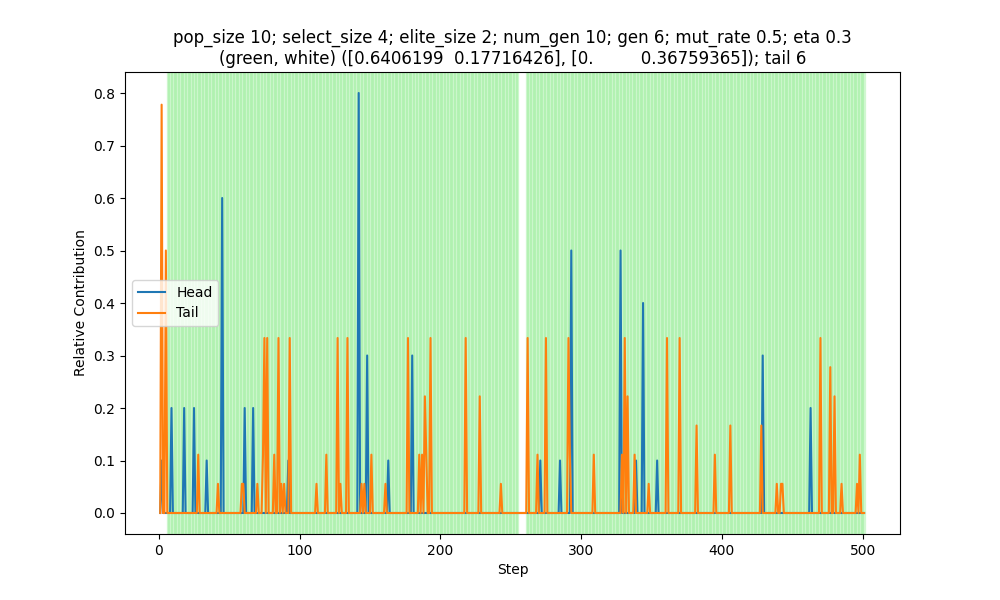 pop_size 10; select_size 4; elite_size 2; num_gen 10; gen 6; mut_rate 0.5; eta 0.3
(green, white) ([0.6406199  0.17716426], [0.         0.36759365]); tail 6
0.8
0.7
0.6
0.5
0.4
0.3
0.2
0.1
0.0
Relative Contribution
Head
Tail
0 100 200 300 400 500
Step